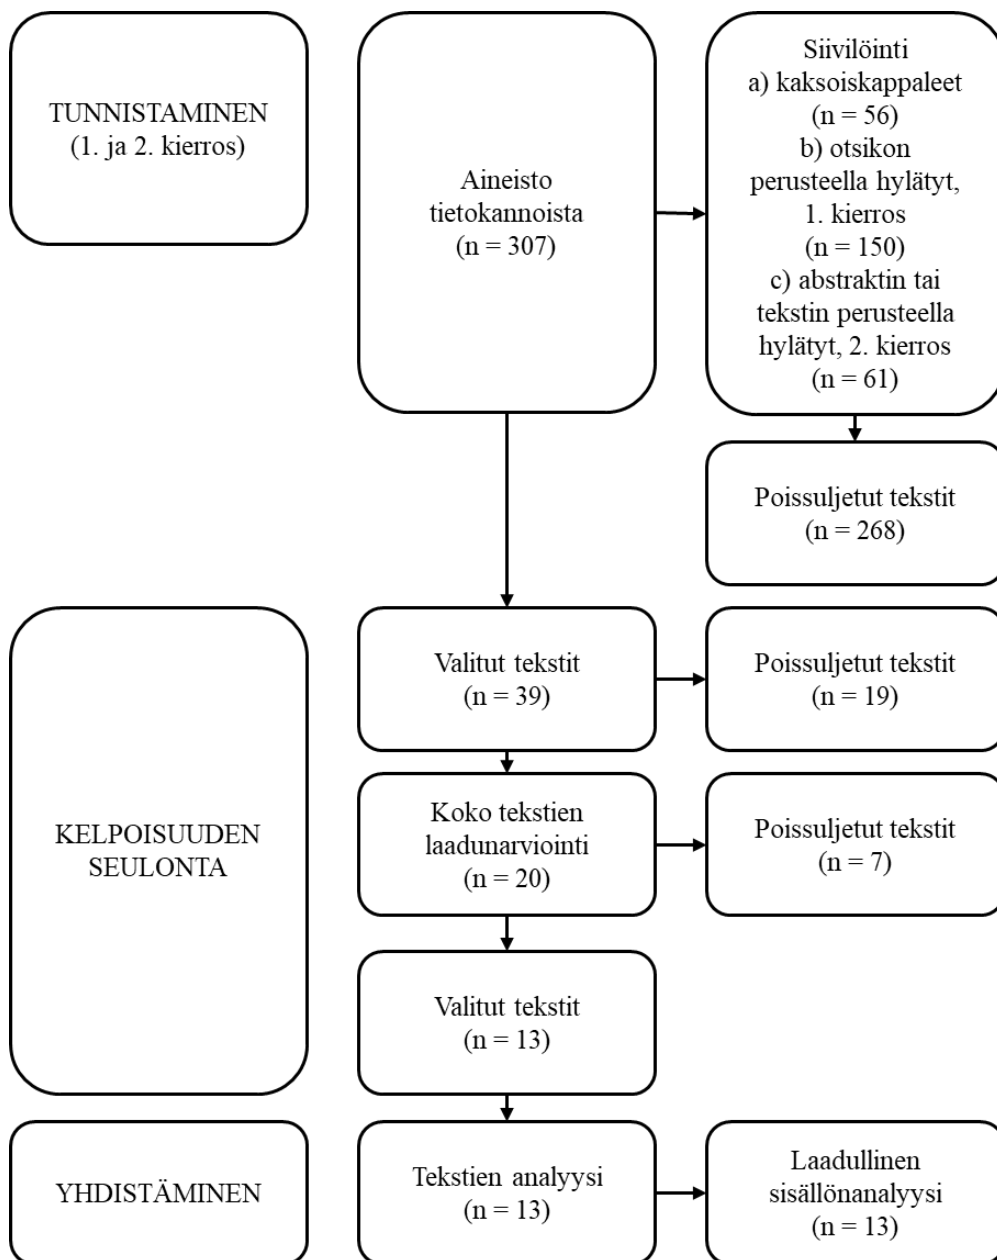 TUNNISTAMINEN
(1. ja 2. kierros)
Aineisto
tietokannoista
(n = 307)
Siivilöinti
a) kaksoiskappaleet
(n = 56)
b) otsikon
perusteella hylätyt,
1. kierros
(n = 150)
c) abstraktin tai
tekstin perusteella
hylätyt, 2. kierros
(n = 61)
Poissuljetut tekstit
(n = 268)
KELPOISUUDEN
SEULONTA
Valitut tekstit
(n = 39)
Poissuljetut tekstit
(n = 19)
Koko tekstien
laadunarviointi
(n = 20)
Poissuljetut tekstit
(n = 7)
Valitut tekstit
(n = 13)
YHDISTÄMINEN
Tekstien analyysi
(n = 13)
Laadullinen
sisällönanalyysi
(n = 13)